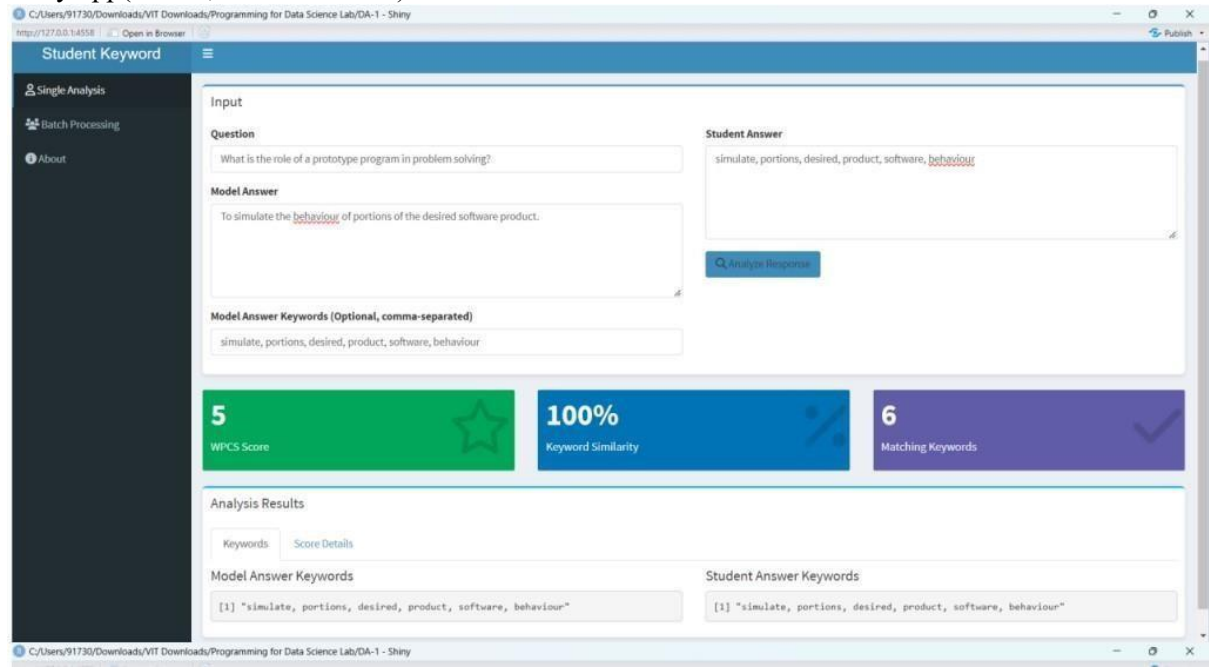 C:/Users/91730/Downloads/VIT Downloads/Programming for Data Science Lab/DA-1 - Shiny
http://127.0.0.1:4558 Open in Browser Publish
Student Keyword
Single Analysis
Batch Processing
About
Input
Question
What is the role of a prototype program in problem solving?
Model Answer
To simulate the behaviour of portions of the desired software product.
Model Answer Keywords (Optional, comma-separated)
simulate, portions, desired, product, software, behaviour
Student Answer
simulate, portions, desired, product, software, behaviour
Analyze Response
5
WPCS Score
100%
Keyword Similarity
6
Matching Keywords
Analysis Results
Keywords Score Details
Model Answer Keywords
[1] "simulate, portions, desired, product, software, behaviour"
Student Answer Keywords
[1] "simulate, portions, desired, product, software, behaviour"
C:/Users/91730/Downloads/VIT Downloads/Programming for Data Science Lab/DA-1 - Shiny